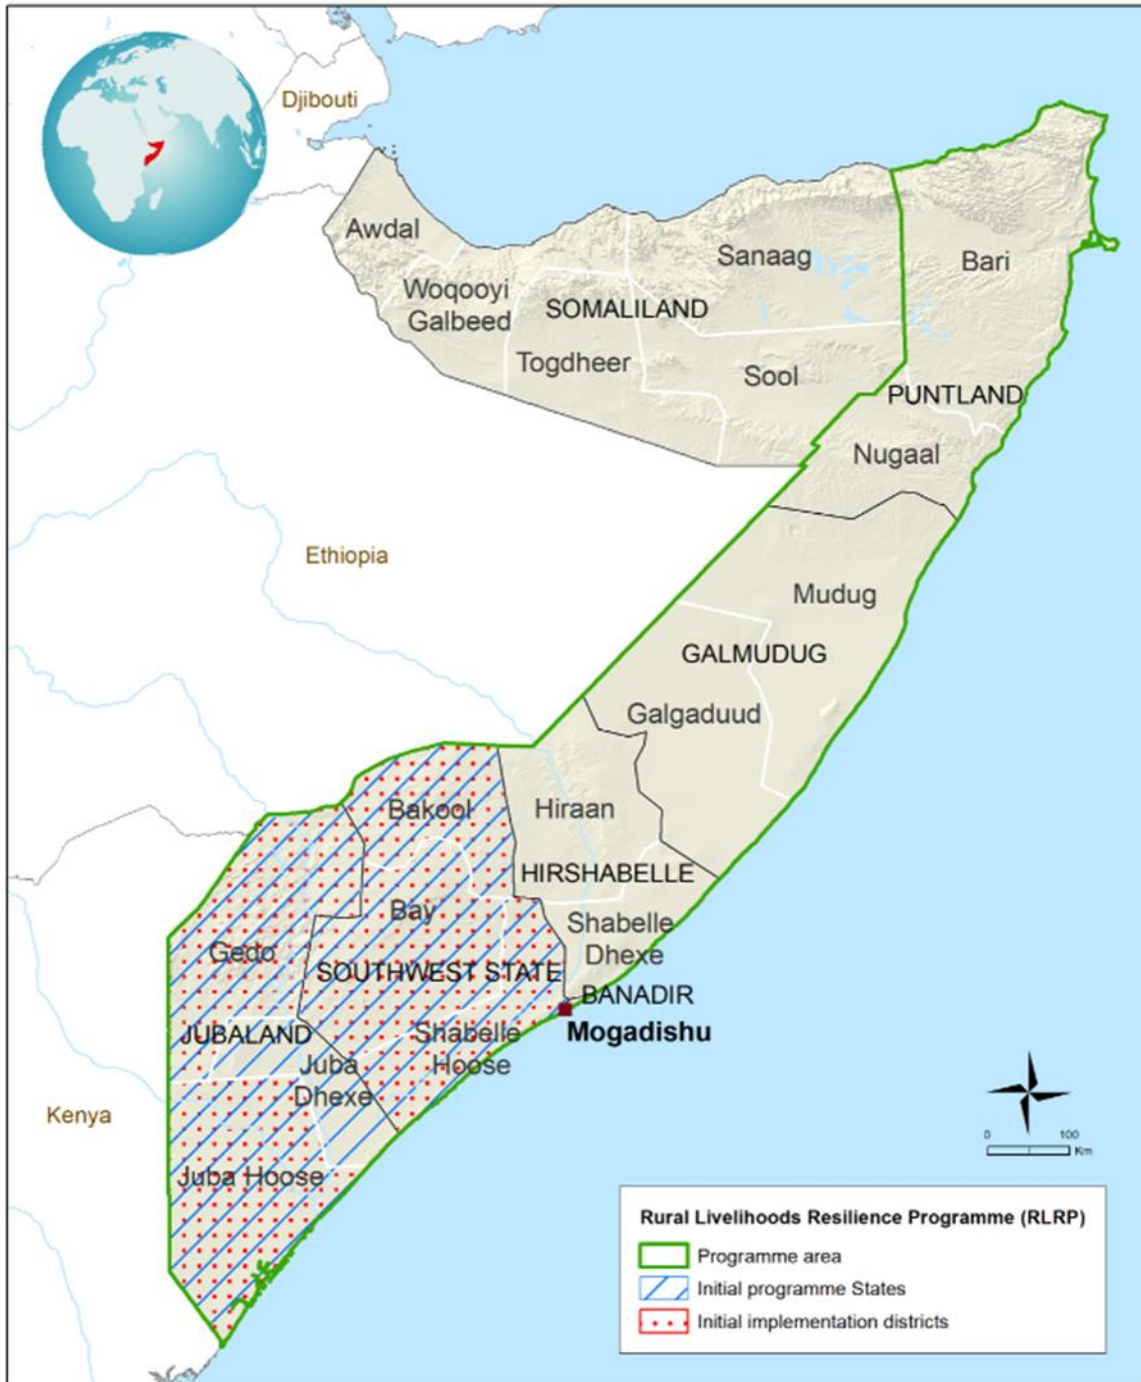 Djibouti
Awdal
Sanaag
Bari
Woqooyi
Galbeed
SOMALILAND
Togdheer
Sool
PUNTLAND
Nugaal
Ethiopia
Mudug
GALMUDUG
Galgaduud
Bakool
Hiraan
HIRSHABELLE
Bay
Shabelle
Dhexe
Gedo
SOUTHWEST STATE
BANADIR
Mogadishu
JUBALAND
Shabelle
Hoose
Juba
Dhexe
Kenya
Juba Hoose
0 100
Km
Rural Livelihoods Resilience Programme (RLRP)
Programme area
Initial programme States
Initial implementation districts